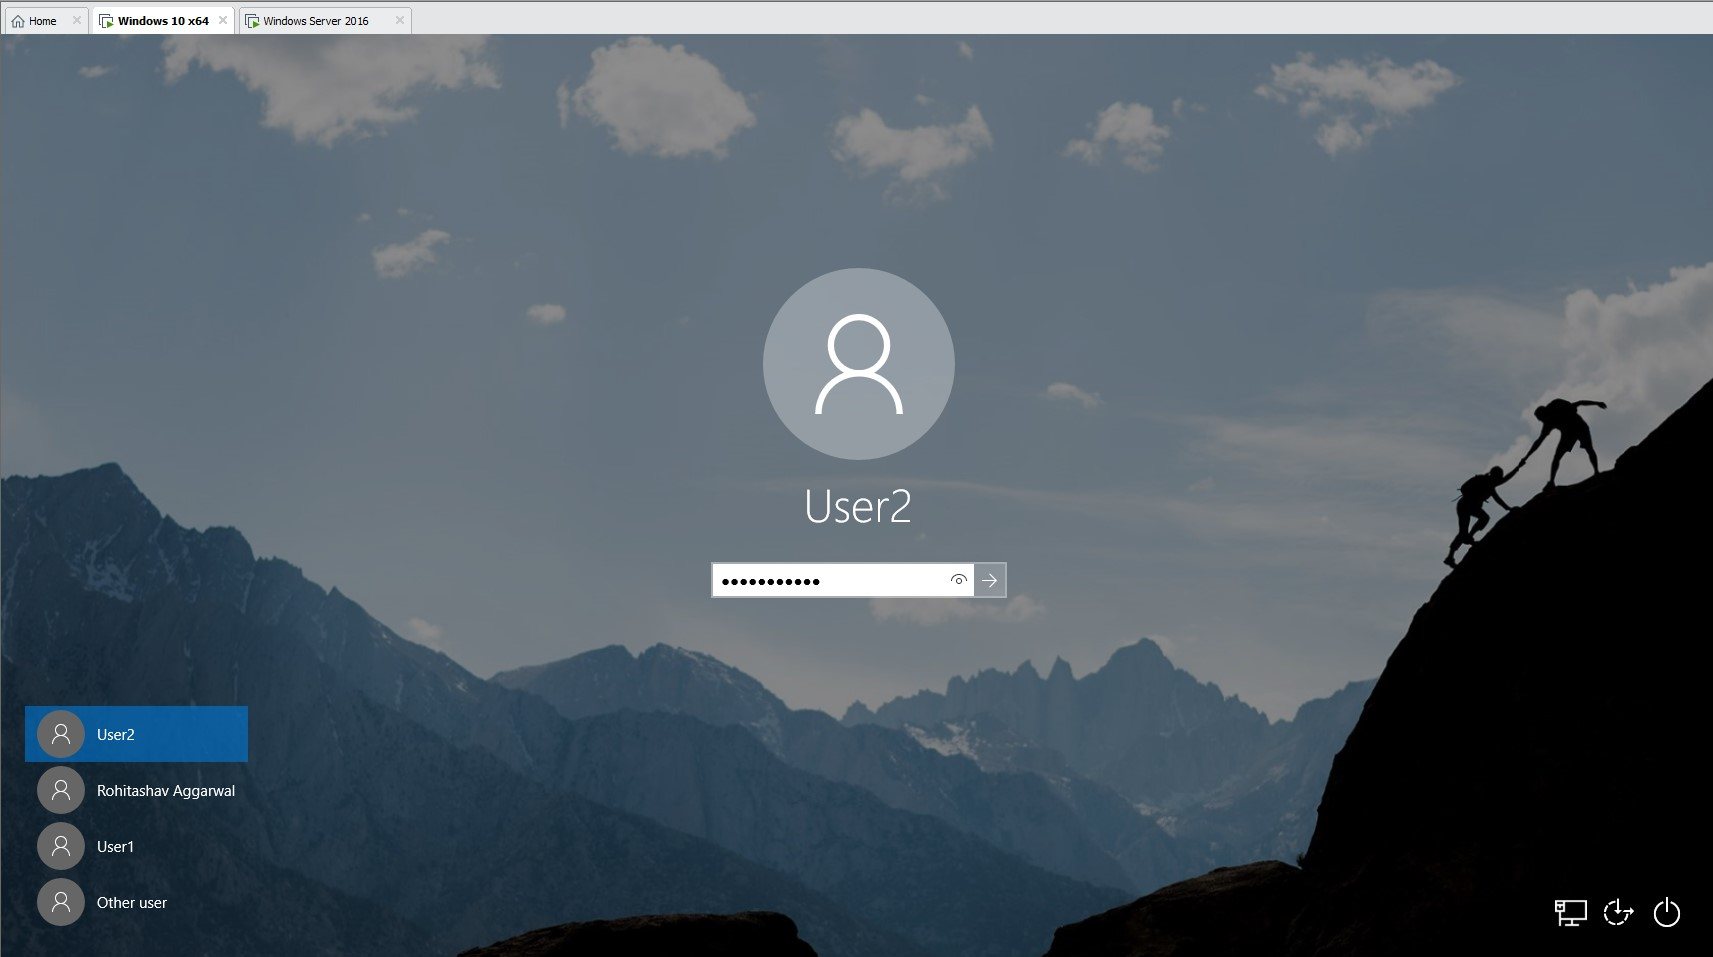 Home
Windows 10 x64
Windows Server 2016
User2
User2
Rohitashav Aggarwal
User1
Other user